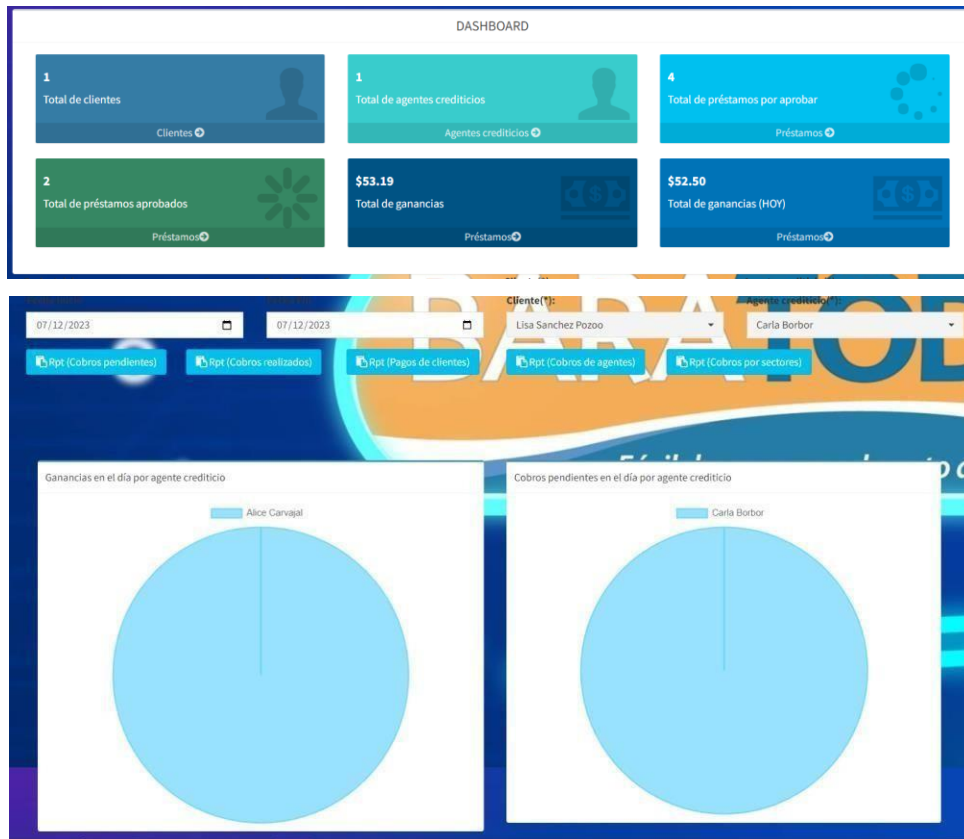 DASHBOARD
1
Total de clientes
Clientes
1
Total de agentes crediticios
Agentes crediticios
4
Total de préstamos por aprobar
Préstamos
2
Total de préstamos aprobados
Préstamos
$53.19
Total de ganancias
Préstamos
$52.50
Total de ganancias (HOY)
Préstamos
BARATOD
Cliente(*):
Agente crediticio(*):
07/12/2023
07/12/2023
Lisa Sanchez Pozoo
Carla Borbor
Rpt (Cobros pendientes)
Rpt (Cobros realizados)
Rpt (Pagos de clientes)
Rpt (Cobros de agentes)
Rpt (Cobros por sectores)
Ganancias en el día por agente crediticio
Alice Carvajal
Cobros pendientes en el día por agente crediticio
Carla Borbor